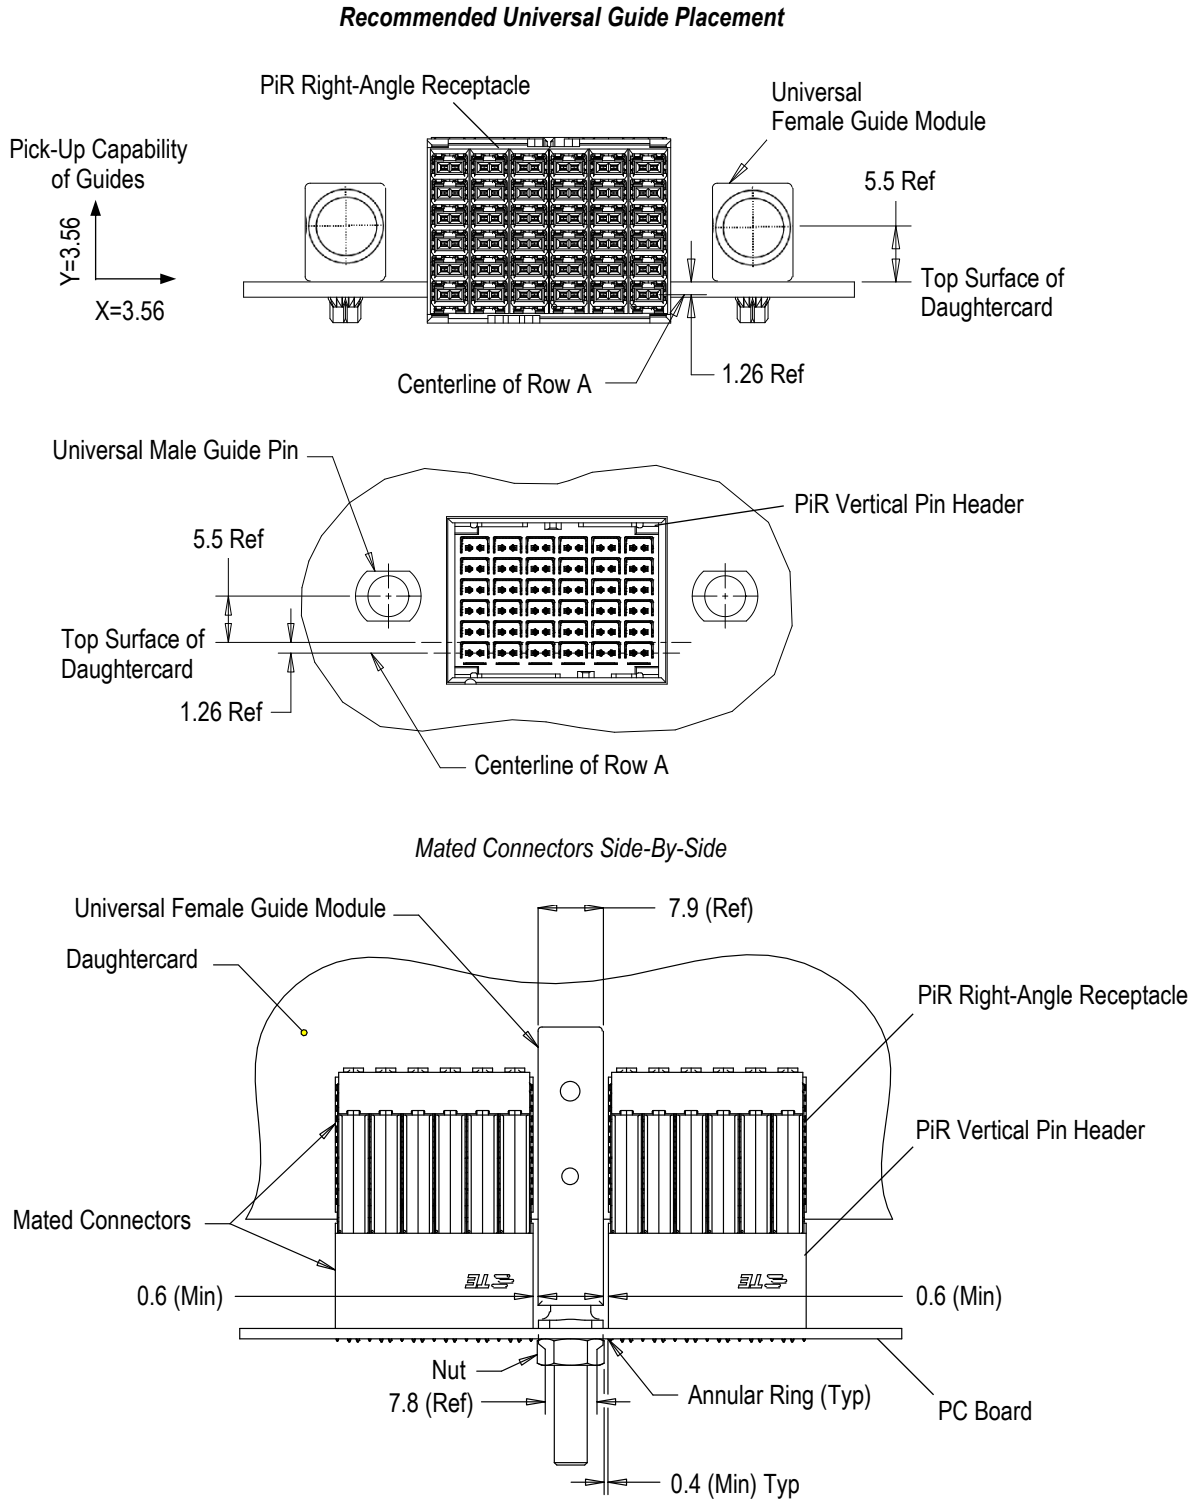 Recommended Universal Guide Placement
PiR Right-Angle Receptacle
Universal
Female Guide Module
Pick-Up Capability
of Guides
5.5 Ref
Y=3.56
X=3.56
Top Surface of
Daughtercard
Centerline of Row A
1.26 Ref
Universal Male Guide Pin
PiR Vertical Pin Header
5.5 Ref
Top Surface of
Daughtercard
1.26 Ref
Centerline of Row A
Mated Connectors Side-By-Side
Universal Female Guide Module
7.9 (Ref)
Daughtercard
PiR Right-Angle Receptacle
PiR Vertical Pin Header
Mated Connectors
TE
TE
0.6 (Min)
0.6 (Min)
Nut
7.8 (Ref)
Annular Ring (Typ)
PC Board
0.4 (Min) Typ